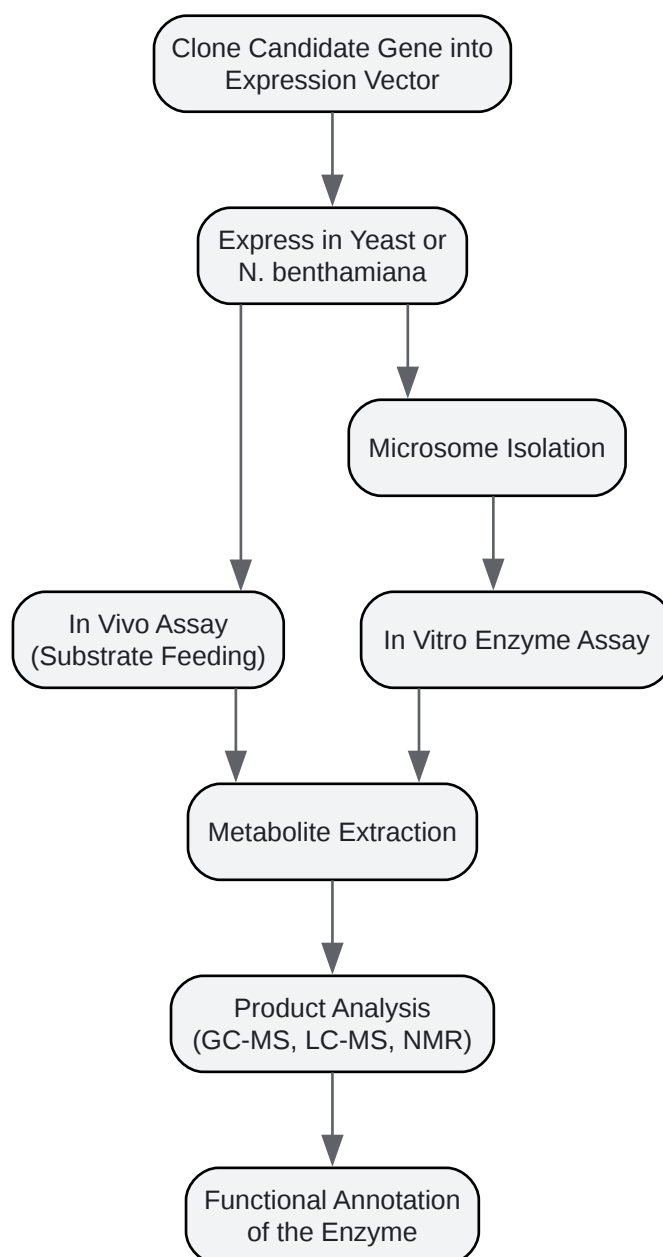 Clone Candidate Gene into
Expression Vector
Express in Yeast or
N. benthamiana
Microsome Isolation
In Vivo Assay
(Substrate Feeding)
In Vitro Enzyme Assay
Metabolite Extraction
Product Analysis
(GC-MS, LC-MS, NMR)
Functional Annotation
of the Enzyme